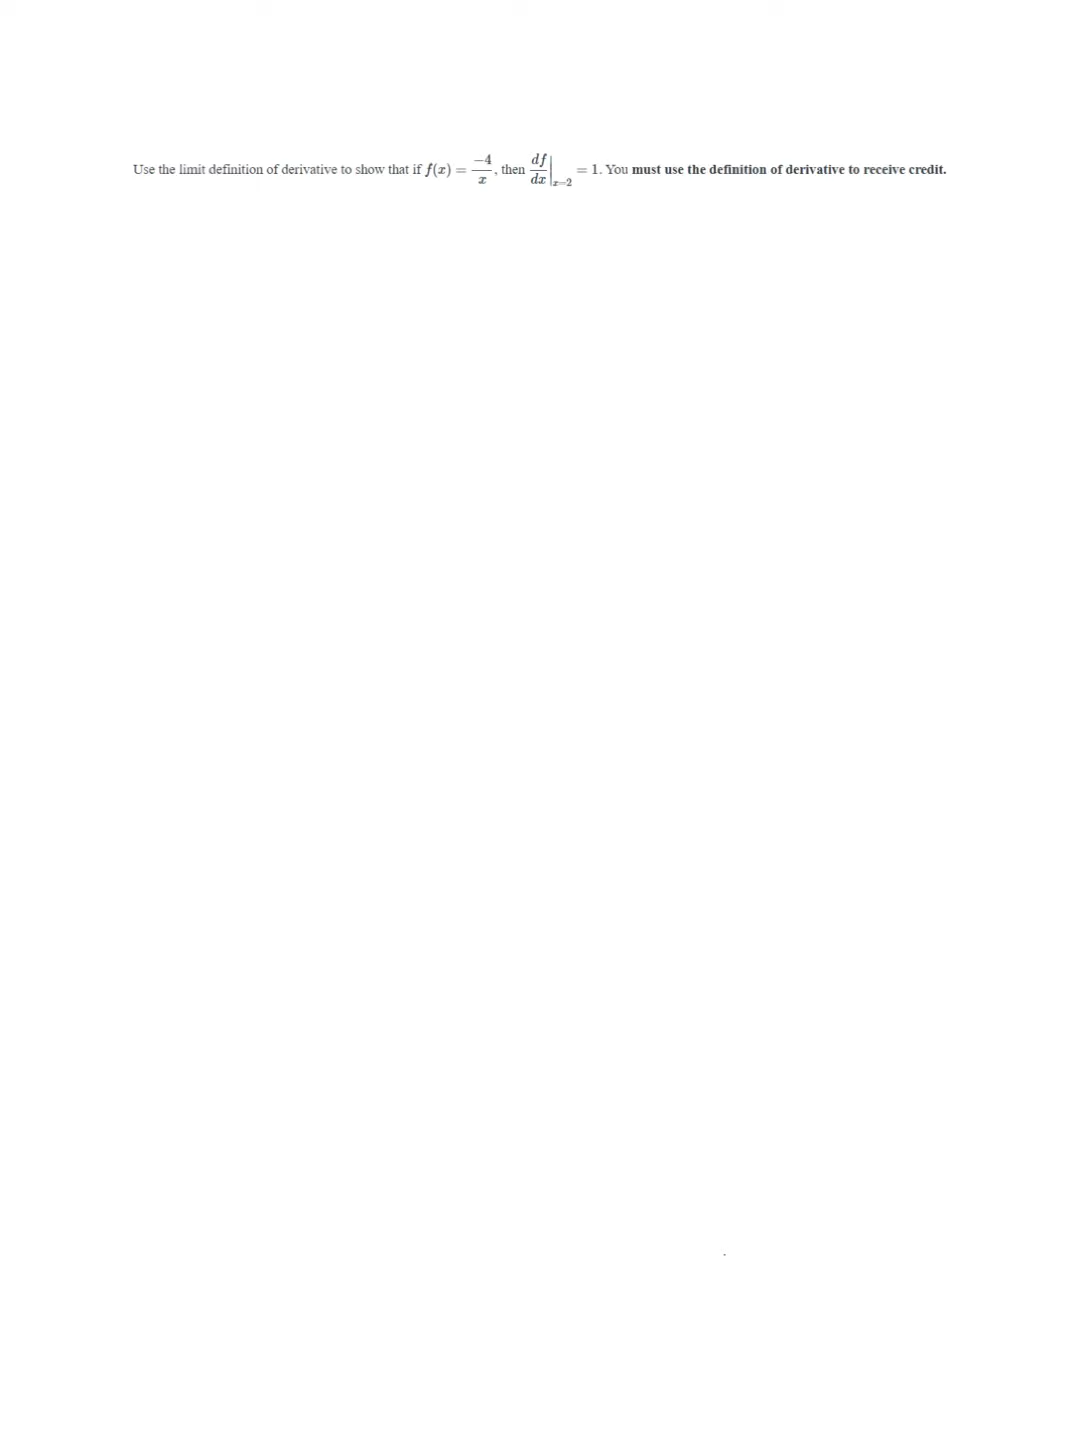 Use the limit definition of derivative to show that if f(x) = −4/x, then df/dx|x=2 = 1. You must use the definition of derivative to receive credit.